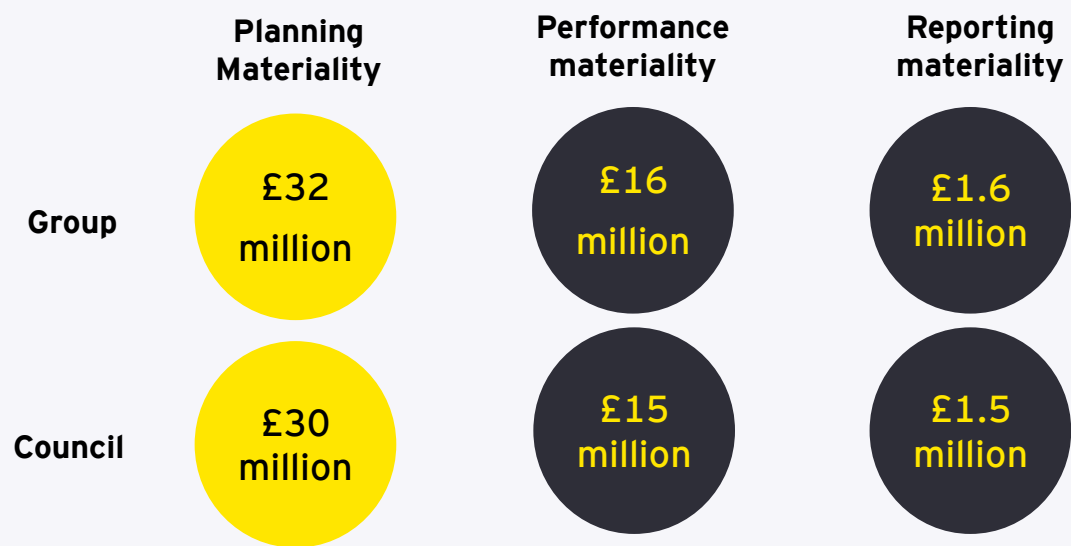 Planning
Materiality
Performance
materiality
Reporting
materiality
Group
£32
million
£16
million
£1.6
million
Council
£30
million
£15
million
£1.5
million